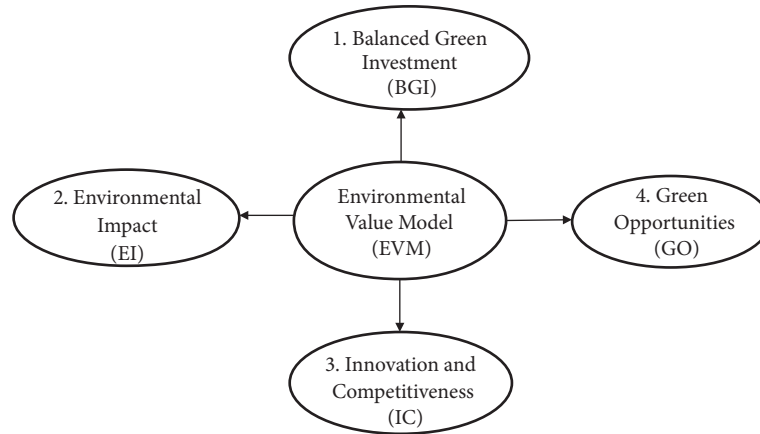 1. Balanced Green
Investment
(BGI)
2. Environmental
Impact
(EI)
Environmental
Value Model
(EVM)
4. Green
Opportunities
(GO)
3. Innovation and
Competitiveness
(IC)